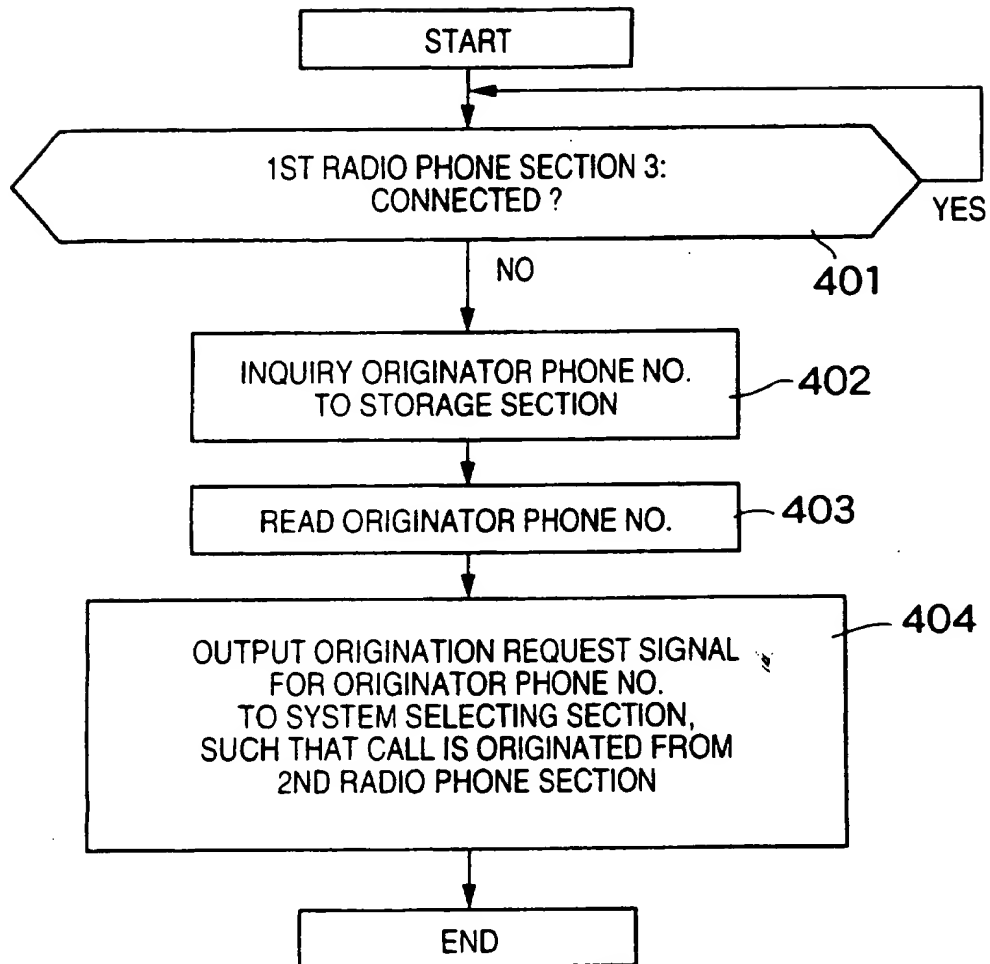 START
1ST RADIO PHONE SECTION 3:
CONNECTED ?
YES
401
NO
INQUIRY ORIGINATOR PHONE NO.
TO STORAGE SECTION
402
READ ORIGINATOR PHONE NO.
403
404
OUTPUT ORIGINATION REQUEST SIGNAL
FOR ORIGINATOR PHONE NO.
TO SYSTEM SELECTING SECTION,
SUCH THAT CALL IS ORIGINATED FROM
2ND RADIO PHONE SECTION
END